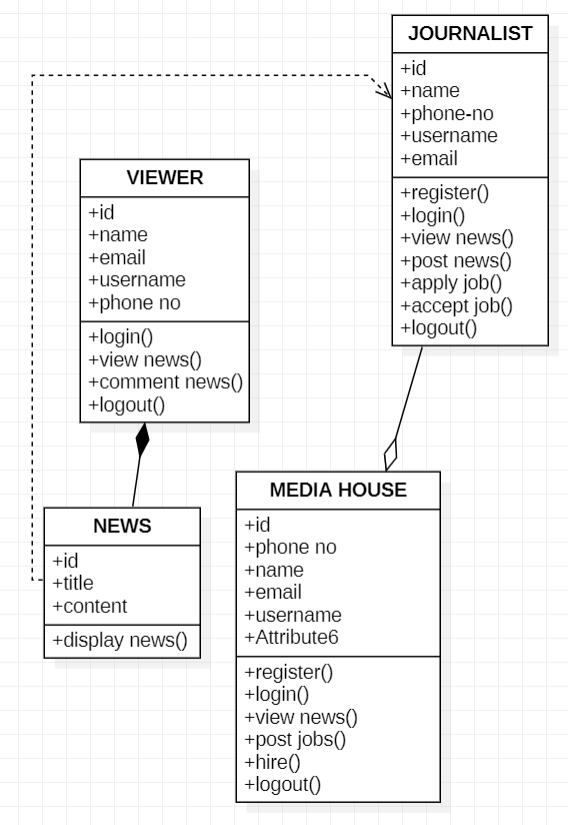 JOURNALIST
+id
+name
+phone-no
+username
+email
+register()
+login()
+view news()
+post news()
+apply job()
+accept job()
+logout()
VIEWER
+id
+name
+email
+username
+phone no
+login()
+view news()
+comment news()
+logout()
MEDIA HOUSE
+id
+phone no
+name
+email
+username
+Attribute6
+register()
+login()
+view news()
+post jobs()
+hire()
+logout()
NEWS
+id
+title
+content
+display news()